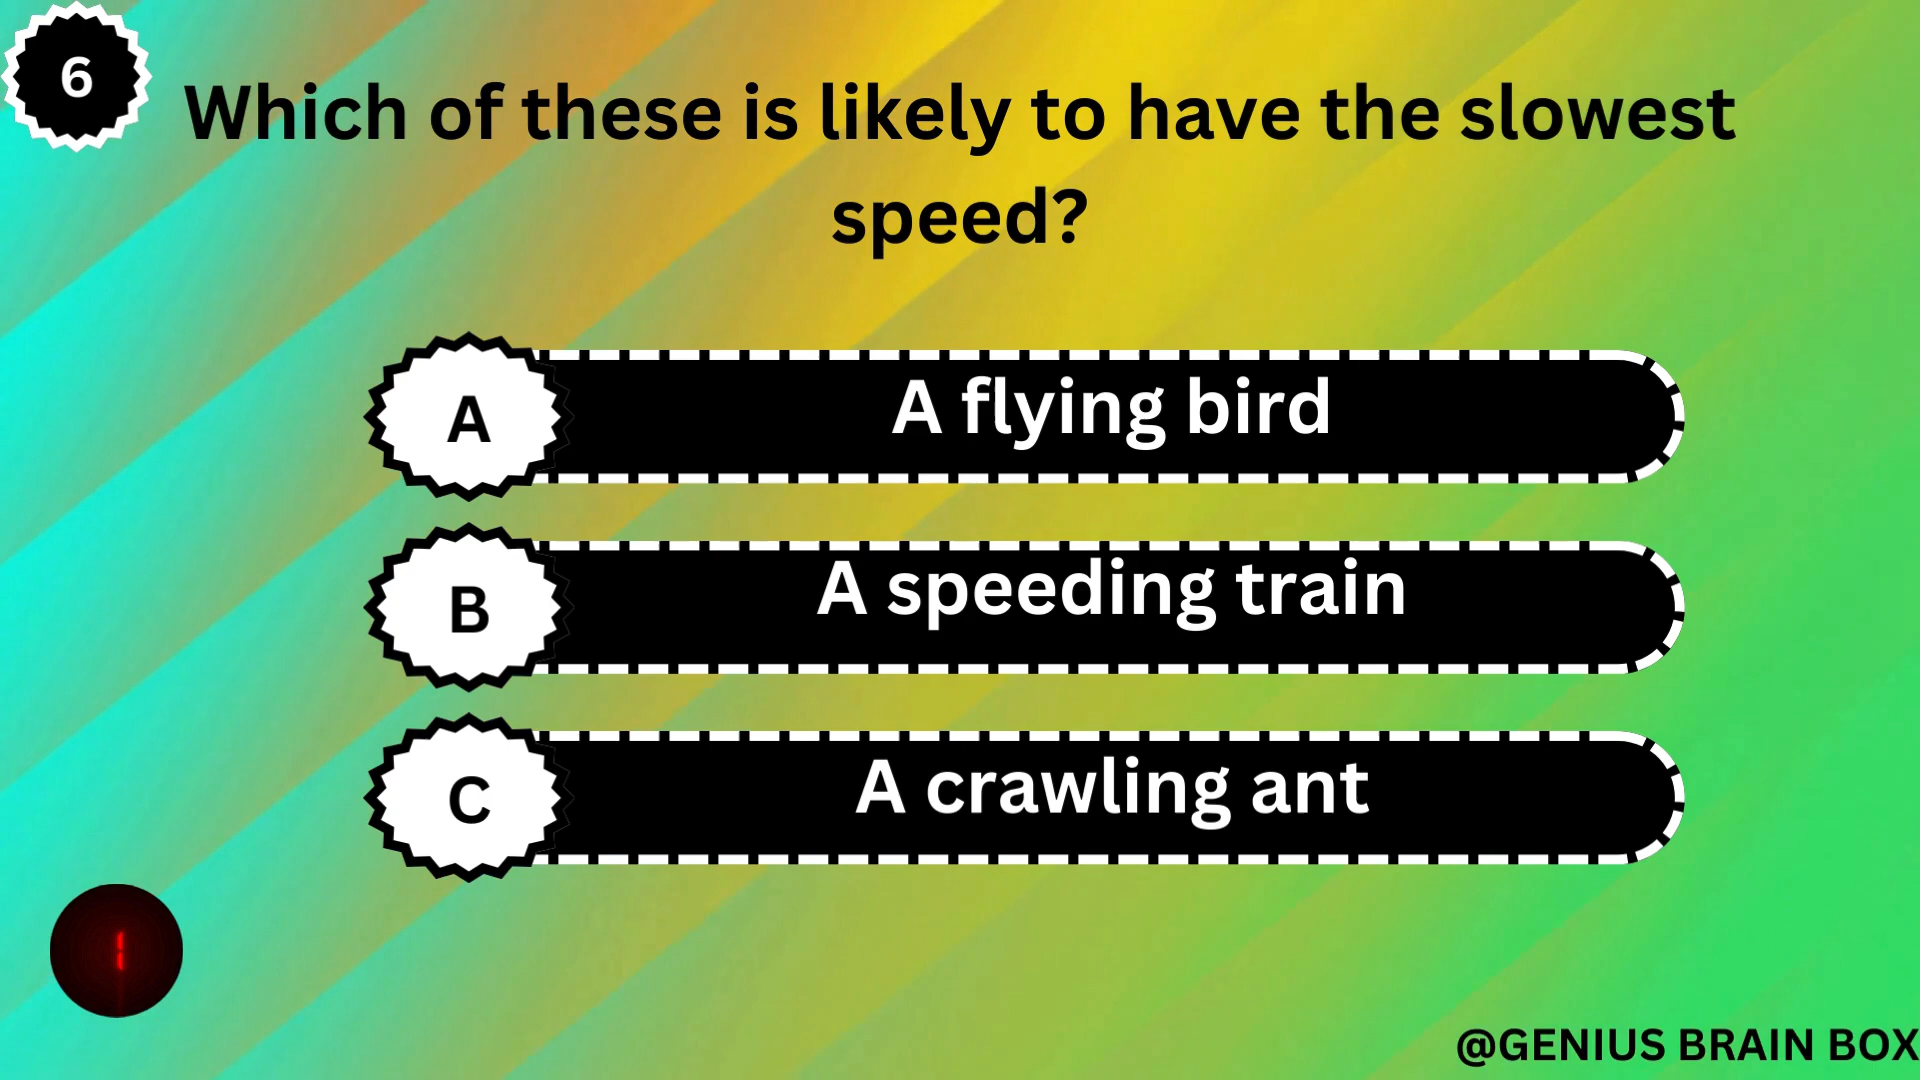 6
Which of these is likely to have the slowest
speed?
A
A flying bird
B
A speeding train
C
A crawling ant
1
@GENIUS BRAIN BOX